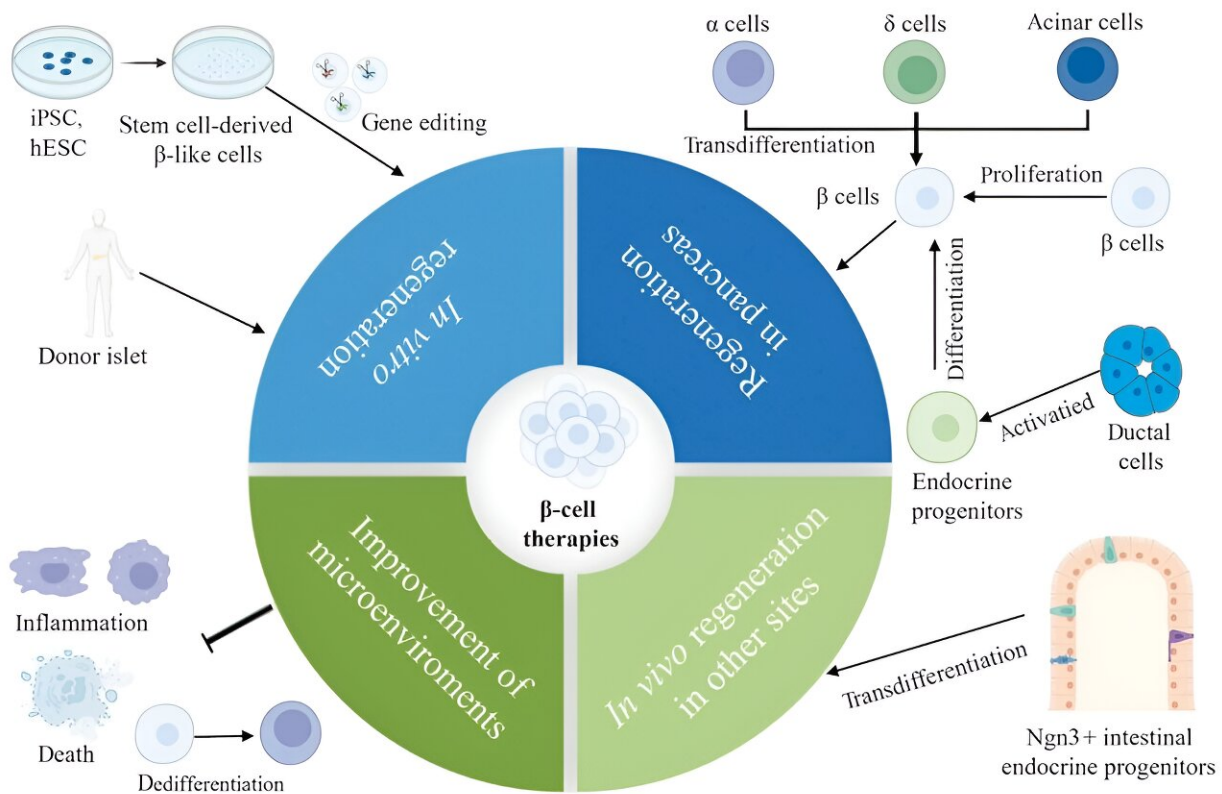 iPSC,
hESC
Stem cell-derived
β-like cells
Gene editing
Donor islet
In vitro
regeneration
α cells
δ cells
Acinar cells
Transdifferentiation
β cells
Proliferation
β cells
Differentiation
Activatied
Ductal
cells
Endocrine
progenitors
Regeneration
in pancreas
β-cell
therapies
Improvement of
microenviroments
Inflammation
Death
Dedifferentiation
In vivo regeneration
in other sites
Transdifferentiation
Ngn3+ intestinal
endocrine progenitors